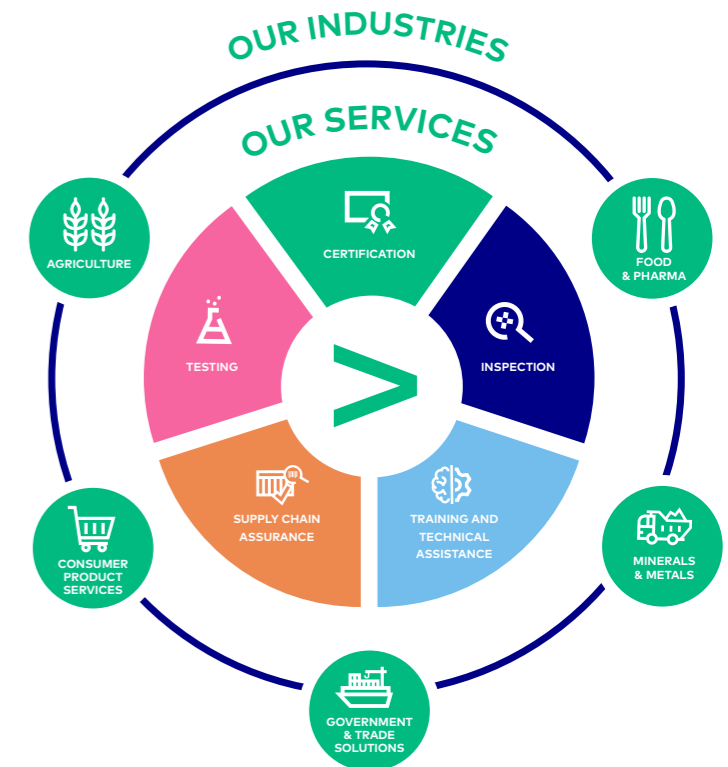 OUR INDUSTRIES
OUR SERVICES
CERTIFICATION
AGRICULTURE
FOOD
& PHARMA
TESTING
INSPECTION
SUPPLY CHAIN
ASSURANCE
TRAINING AND
TECHNICAL
ASSISTANCE
CONSUMER
PRODUCT
SERVICES
MINERALS
& METALS
GOVERNMENT
& TRADE
SOLUTIONS